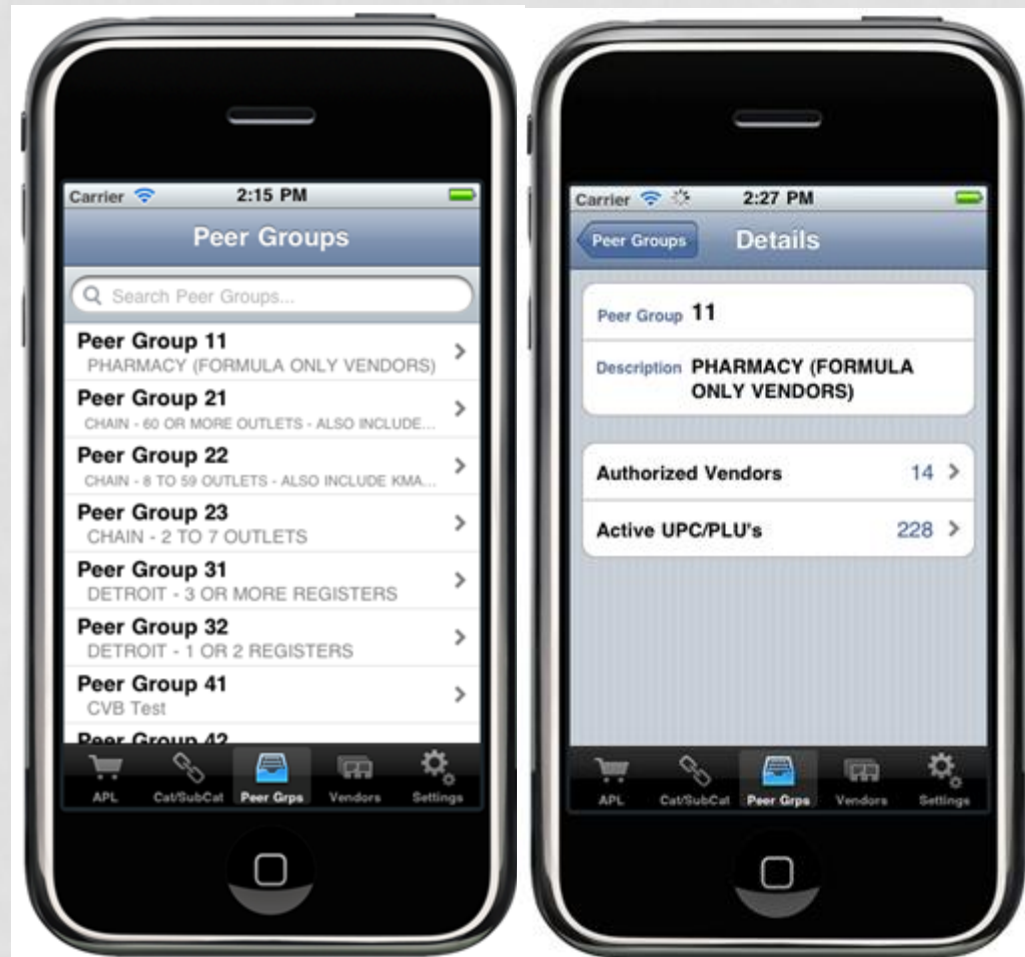 Carrier 2:15 PM
Peer Groups
Search Peer Groups...
Peer Group 11
PHARMACY (FORMULA ONLY VENDORS)
Peer Group 21
CHAIN - 60 OR MORE OUTLETS - ALSO INCLUDE...
Peer Group 22
CHAIN - 8 TO 59 OUTLETS - ALSO INCLUDE KMA...
Peer Group 23
CHAIN - 2 TO 7 OUTLETS
Peer Group 31
DETROIT - 3 OR MORE REGISTERS
Peer Group 32
DETROIT - 1 OR 2 REGISTERS
Peer Group 41
CVB Test
Peer Group 42
APL Cat/SubCat Peer Grps Vendors Settings
Carrier 2:27 PM
Peer Groups Details
Peer Group 11
Description PHARMACY (FORMULA
ONLY VENDORS)
Authorized Vendors 14
Active UPC/PLU's 228
APL Cat/SubCat Peer Grps Vendors Settings